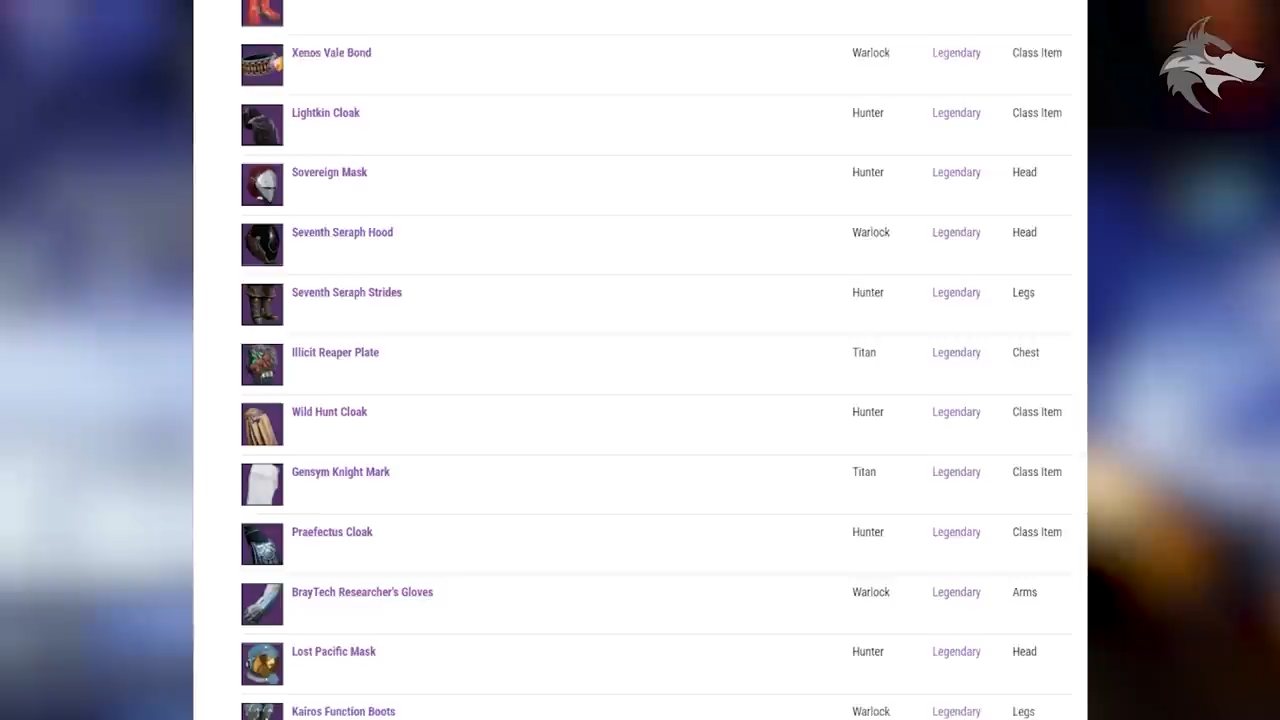 Xenos Vale Bond Warlock Legendary Class Item
Lightkin Cloak Hunter Legendary Class Item
Sovereign Mask Hunter Legendary Head
Seventh Seraph Hood Warlock Legendary Head
Seventh Seraph Strides Hunter Legendary Legs
Illicit Reaper Plate Titan Legendary Chest
Wild Hunt Cloak Hunter Legendary Class Item
Gensym Knight Mark Titan Legendary Class Item
Praefectus Cloak Hunter Legendary Class Item
BrayTech Researcher's Gloves Warlock Legendary Arms
Lost Pacific Mask Hunter Legendary Head
Kairos Function Boots Warlock Legendary Legs